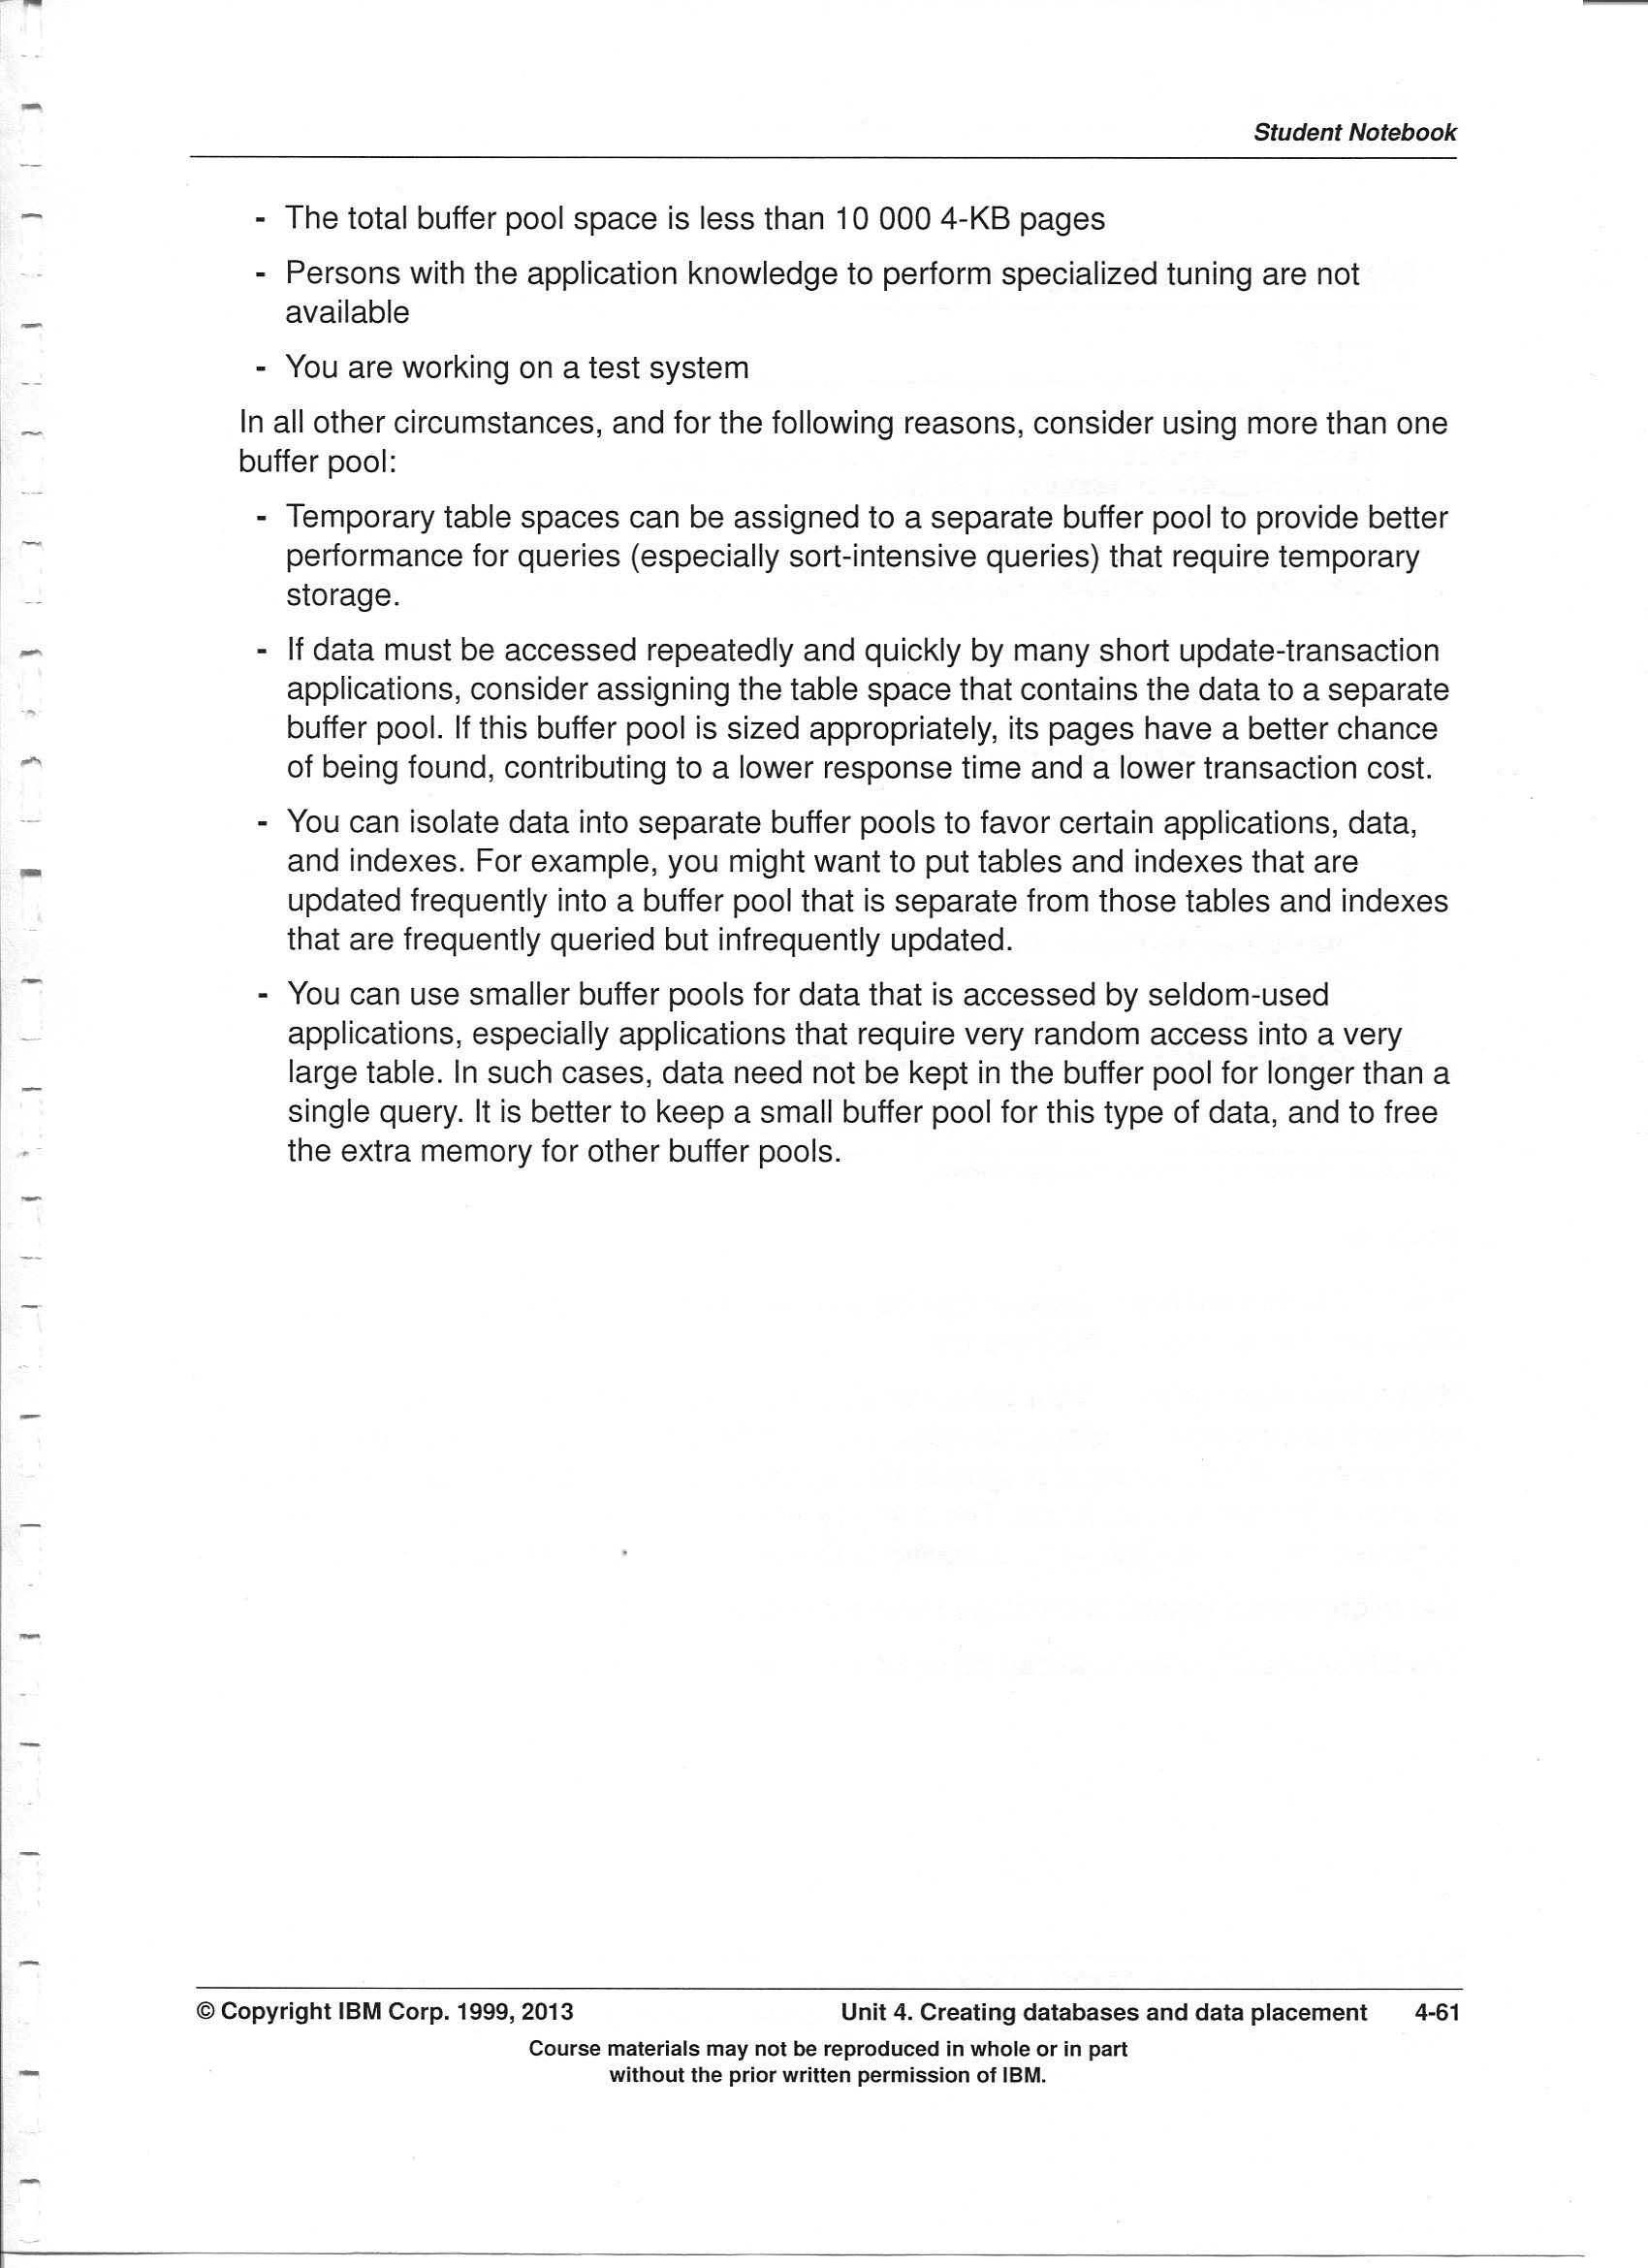 Student Notebook
- The total buffer pool space is less than 10 000 4-KB pages
- Persons with the application knowledge to perform specialized tuning are not
available
- You are working on a test system
In all other circumstances, and for the following reasons, consider using more than one
buffer pool:
- Temporary table spaces can be assigned to a separate buffer pool to provide better
performance for queries (especially sort-intensive queries) that require temporary
storage.
- If data must be accessed repeatedly and quickly by many short update-transaction
applications, consider assigning the table space that contains the data to a separate
buffer pool. If this buffer pool is sized appropriately, its pages have a better chance
of being found, contributing to a lower response time and a lower transaction cost.
- You can isolate data into separate buffer pools to favor certain applications, data,
and indexes. For example, you might want to put tables and indexes that are
updated frequently into a buffer pool that is separate from those tables and indexes
that are frequently queried but infrequently updated.
- You can use smaller buffer pools for data that is accessed by seldom-used
applications, especially applications that require very random access into a very
large table. In such cases, data need not be kept in the buffer pool for longer than a
single query. It is better to keep a small buffer pool for this type of data, and to free
the extra memory for other buffer pools.
© Copyright IBM Corp. 1999, 2013 Unit 4. Creating databases and data placement 4-61
Course materials may not be reproduced in whole or in part
without the prior written permission of IBM.